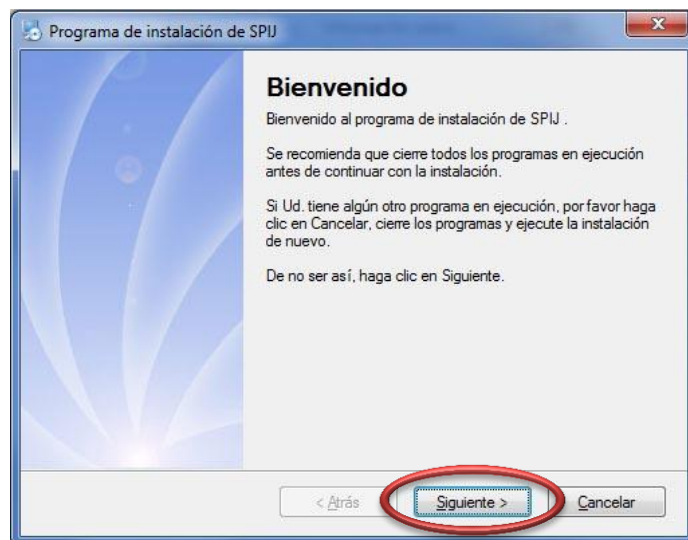 Programa de instalación de SPIJ
Bienvenido
Bienvenido al programa de instalación de SPIJ .
Se recomienda que cierre todos los programas en ejecución
antes de continuar con la instalación.
Si Ud. tiene algún otro programa en ejecución, por favor haga
clic en Cancelar, cierre los programas y ejecute la instalación
de nuevo.
De no ser así, haga clic en Siguiente.
< Atrás
Siguiente >
Cancelar